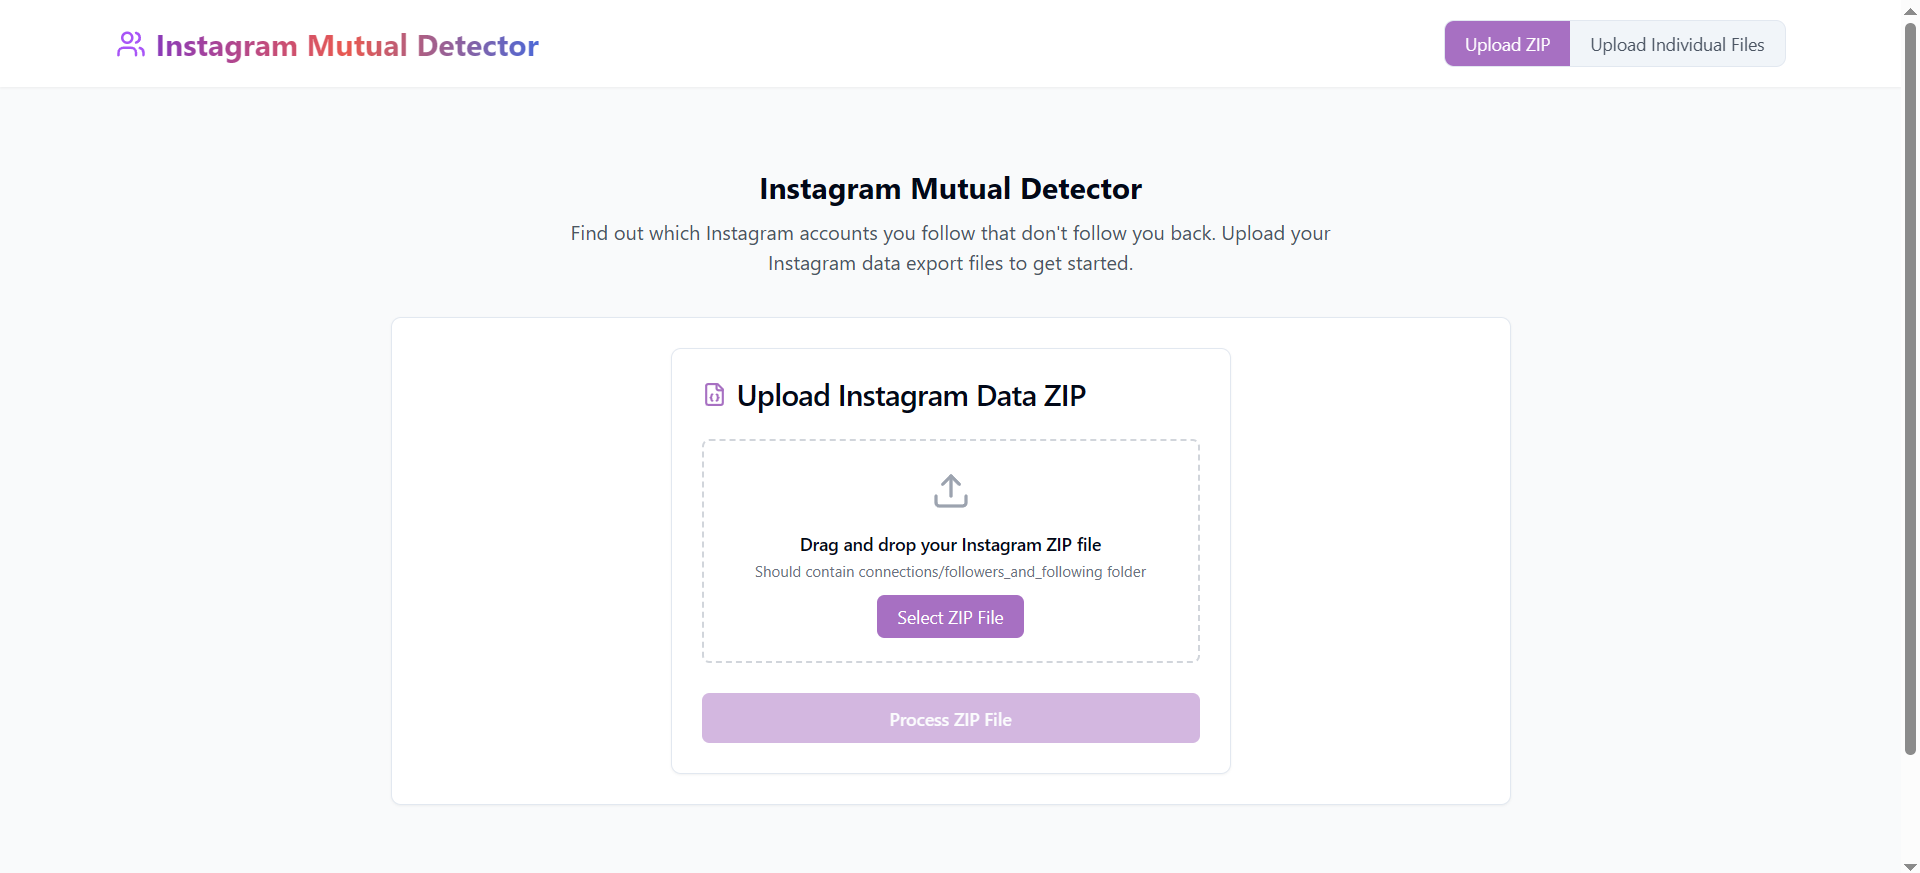 Instagram Mutual Detector
Upload ZIP
Upload Individual Files
Instagram Mutual Detector
Find out which Instagram accounts you follow that don't follow you back. Upload your
Instagram data export files to get started.
Upload Instagram Data ZIP
Drag and drop your Instagram ZIP file
Should contain connections/followers_and_following folder
Select ZIP File
Process ZIP File